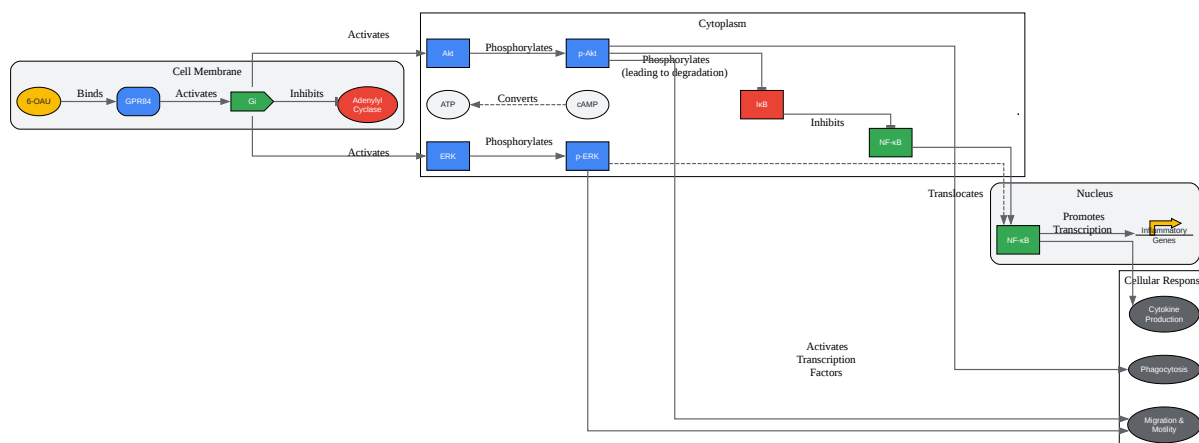 Cytoplasm
Activates
Akt
Phosphorylates
p-Akt
Phosphorylates
(leading to degradation)
Cell Membrane
6-OAU
Binds
GPR84
Activates
Gi
Inhibits
Adenylyl
Cyclase
ATP
Converts
cAMP
IκB
Inhibits
NF-κB
Activates
ERK
Phosphorylates
p-ERK
Translocates
Nucleus
NF-κB
Promotes
Transcription
Inflammatory
Genes
Cellular Respons
Cytokine
Production
Activates
Transcription
Factors
Phagocytosis
Migration &
Motility